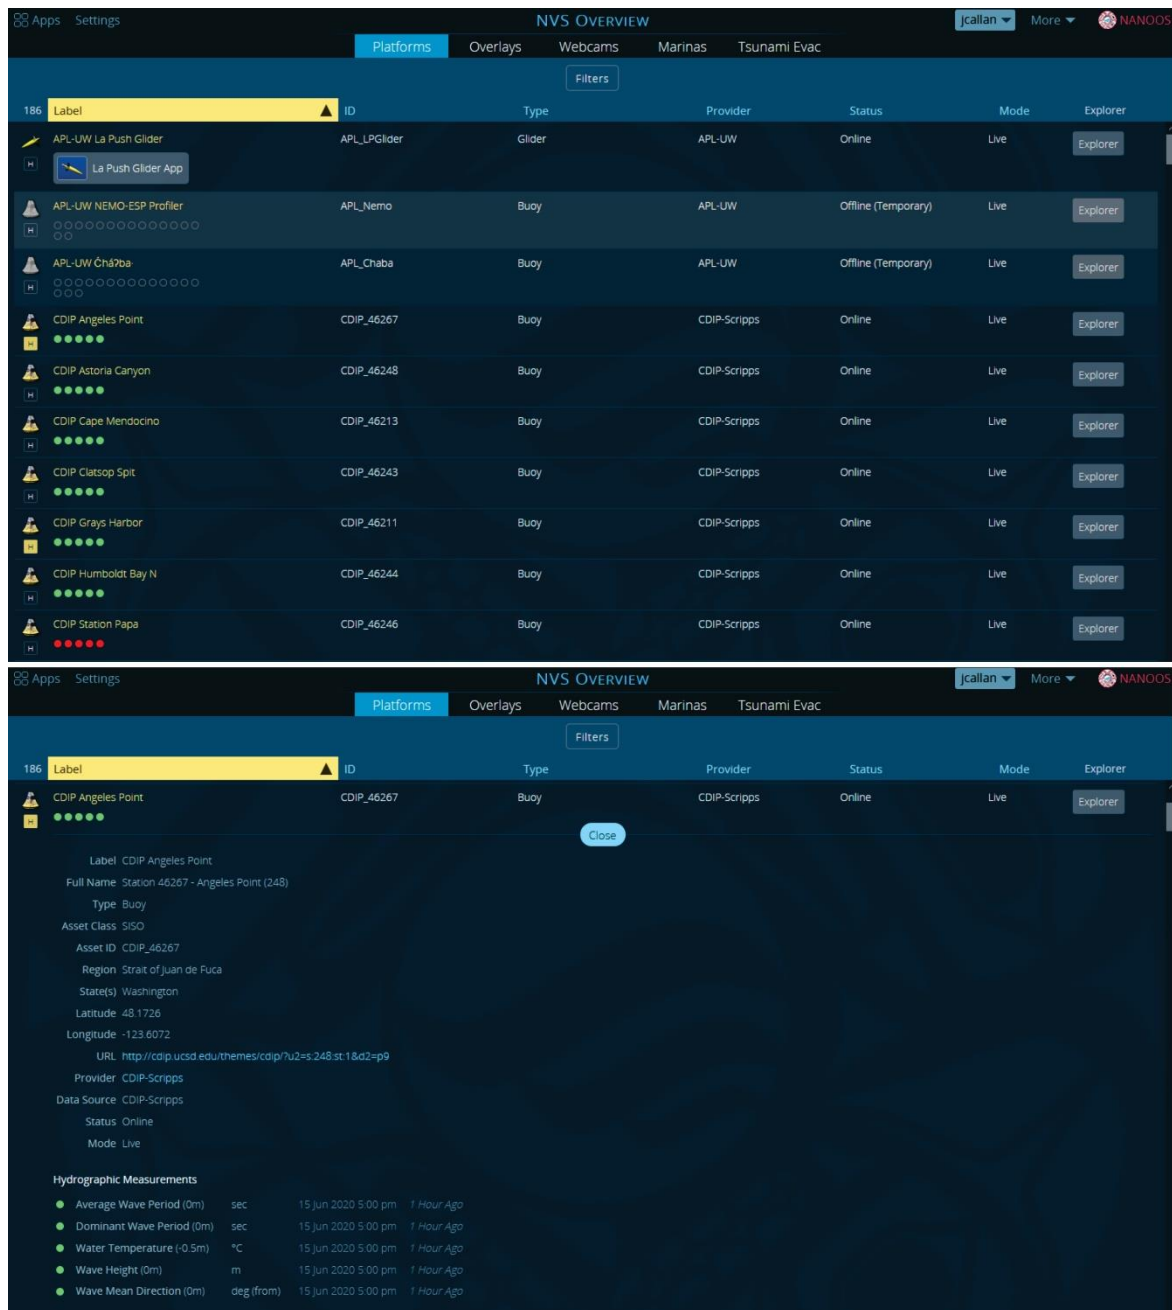 Apps Settings NVS OVERVIEW jcallan More NANOOS
Platforms Overlays Webcams Marinas Tsunami Evac
Filters
186 Label ID Type Provider Status Mode Explorer
APL-UW La Push Glider APL_LPGlider Glider APL-UW Online Live Explorer
H La Push Glider App
APL-UW NEMO-ESP Profiler APL_Nemo Buoy APL-UW Offline (Temporary) Live Explorer
H
APL-UW Čháʔba· APL_Chaba Buoy APL-UW Offline (Temporary) Live Explorer
H
CDIP Angeles Point CDIP_46267 Buoy CDIP-Scripps Online Live Explorer
H
CDIP Astoria Canyon CDIP_46248 Buoy CDIP-Scripps Online Live Explorer
H
CDIP Cape Mendocino CDIP_46213 Buoy CDIP-Scripps Online Live Explorer
H
CDIP Clatsop Spit CDIP_46243 Buoy CDIP-Scripps Online Live Explorer
H
CDIP Grays Harbor CDIP_46211 Buoy CDIP-Scripps Online Live Explorer
H
CDIP Humboldt Bay N CDIP_46244 Buoy CDIP-Scripps Online Live Explorer
H
CDIP Station Papa CDIP_46246 Buoy CDIP-Scripps Online Live Explorer
H
Apps Settings NVS OVERVIEW jcallan More NANOOS
Platforms Overlays Webcams Marinas Tsunami Evac
Filters
186 Label ID Type Provider Status Mode Explorer
CDIP Angeles Point CDIP_46267 Buoy CDIP-Scripps Online Live Explorer
H
Close
Label CDIP Angeles Point
Full Name Station 46267 - Angeles Point (248)
Type Buoy
Asset Class SISO
Asset ID CDIP_46267
Region Strait of Juan de Fuca
State(s) Washington
Latitude 48.1726
Longitude -123.6072
URL http://cdip.ucsd.edu/themes/cdip/?u2=s:248:st:1&d2=p9
Provider CDIP-Scripps
Data Source CDIP-Scripps
Status Online
Mode Live
Hydrographic Measurements
Average Wave Period (0m) sec 15 Jun 2020 5:00 pm 1 Hour Ago
Dominant Wave Period (0m) sec 15 Jun 2020 5:00 pm 1 Hour Ago
Water Temperature (-0.5m) °C 15 Jun 2020 5:00 pm 1 Hour Ago
Wave Height (0m) m 15 Jun 2020 5:00 pm 1 Hour Ago
Wave Mean Direction (0m) deg (from) 15 Jun 2020 5:00 pm 1 Hour Ago